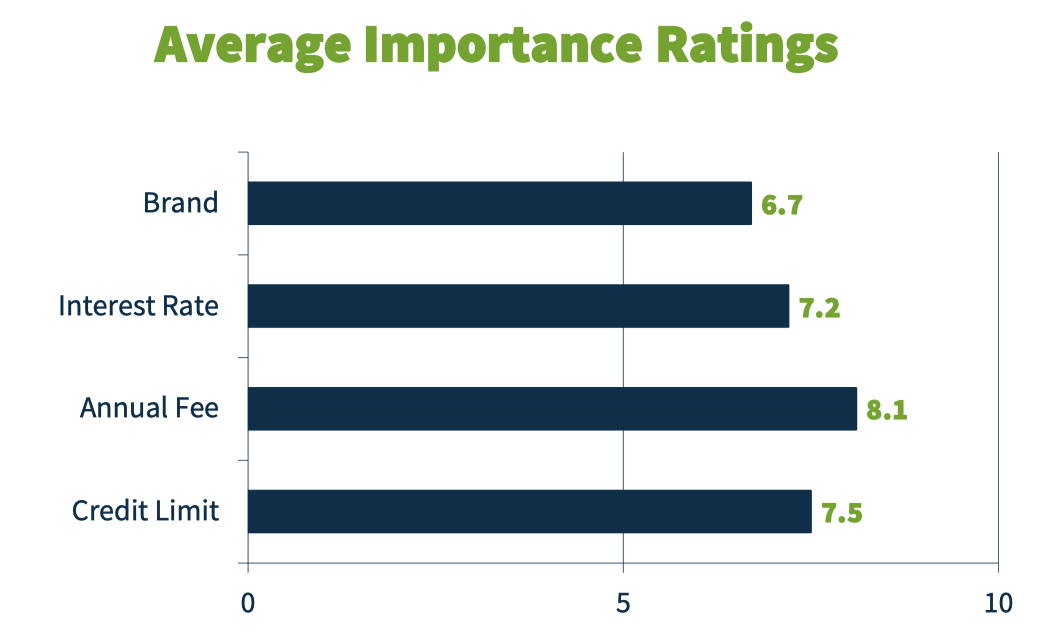 Average Importance Ratings
Brand 6.7
Interest Rate 7.2
Annual Fee 8.1
Credit Limit 7.5
0 5 10